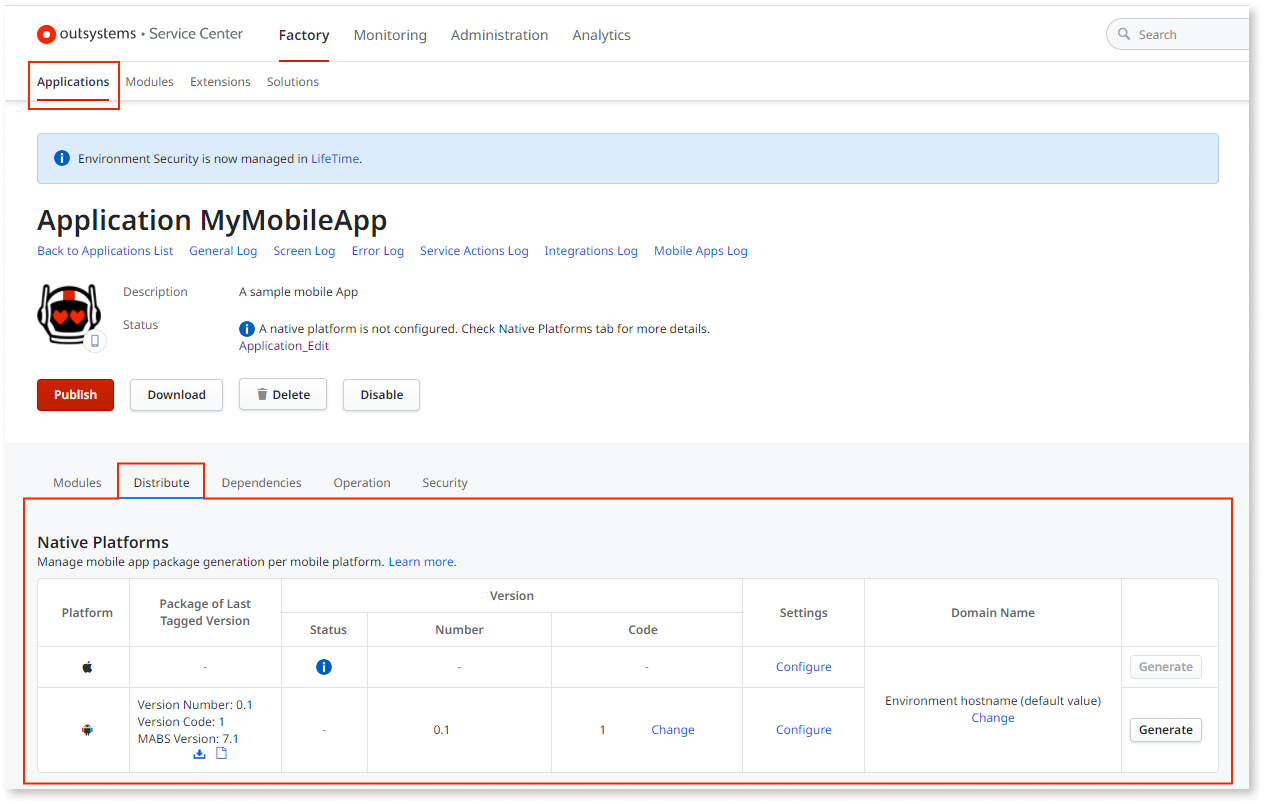 outsystems • Service Center Factory Monitoring Administration Analytics Search
Applications Modules Extensions Solutions
Environment Security is now managed in LifeTime.
Application MyMobileApp
Back to Applications List General Log Screen Log Error Log Service Actions Log Integrations Log Mobile Apps Log
Description A sample mobile App
Status A native platform is not configured. Check Native Platforms tab for more details.
Application_Edit
Publish Download Delete Disable
Modules Distribute Dependencies Operation Security
Native Platforms
Manage mobile app package generation per mobile platform. Learn more.
Platform Package of Last
Tagged Version Version Settings Domain Name
Status Number Code
- - - Configure Generate
Version Number: 0.1
Version Code: 1
MABS Version: 7.1
- 0.1 1 Change Configure
Environment hostname (default value)
Change
Generate